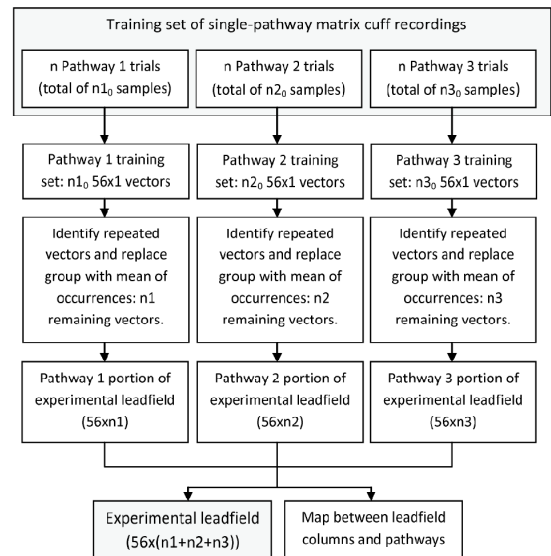 Training set of single-pathway matrix cuff recordings
n Pathway 1 trials
(total of n1₀ samples)
n Pathway 2 trials
(total of n2₀ samples)
n Pathway 3 trials
(total of n3₀ samples)
Pathway 1 training
set: n1₀ 56x1 vectors
Pathway 2 training
set: n2₀ 56x1 vectors
Pathway 3 training
set: n3₀ 56x1 vectors
Identify repeated
vectors and replace
group with mean of
occurrences: n1
remaining vectors.
Identify repeated
vectors and replace
group with mean of
occurrences: n2
remaining vectors.
Identify repeated
vectors and replace
group with mean of
occurrences: n3
remaining vectors.
Pathway 1 portion of
experimental leadfield
(56xn1)
Pathway 2 portion of
experimental leadfield
(56xn2)
Pathway 3 portion of
experimental leadfield
(56xn3)
Experimental leadfield
(56x(n1+n2+n3))
Map between leadfield
columns and pathways